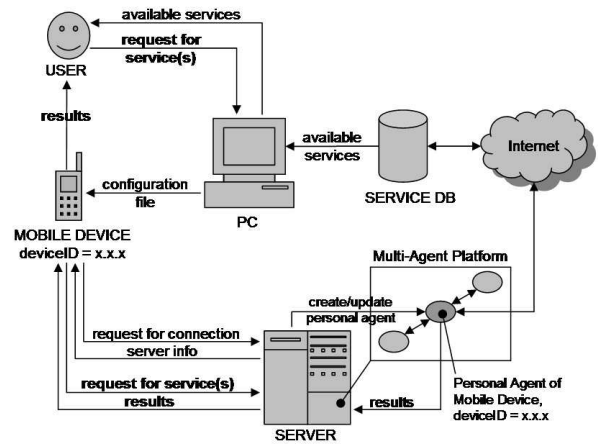 available services
request for
service(s)
USER
results
available
services
Internet
configuration
file
PC
SERVICE DB
MOBILE DEVICE
deviceID = x.x.x
Multi-Agent Platform
create/update
personal agent
request for connection
server info
request for service(s)
results
results
Personal Agent of
Mobile Device,
deviceID = x.x.x
SERVER